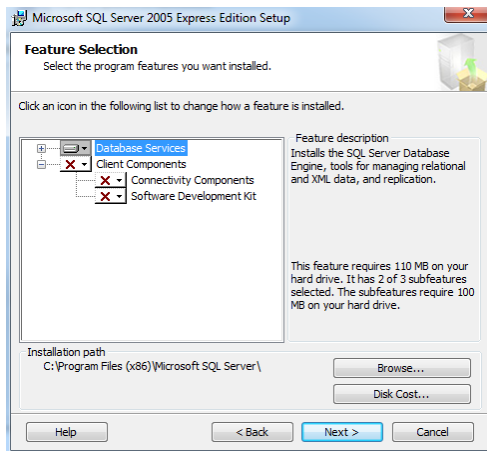 Microsoft SQL Server 2005 Express Edition Setup
Feature Selection
Select the program features you want installed.
Click an icon in the following list to change how a feature is installed.
Database Services
Client Components
Connectivity Components
Software Development Kit
Feature description
Installs the SQL Server Database
Engine, tools for managing relational
and XML data, and replication.
This feature requires 110 MB on your
hard drive. It has 2 of 3 subfeatures
selected. The subfeatures require 100
MB on your hard drive.
Installation path
C:\Program Files (x86)\Microsoft SQL Server\
Browse...
Disk Cost...
Help
< Back
Next >
Cancel